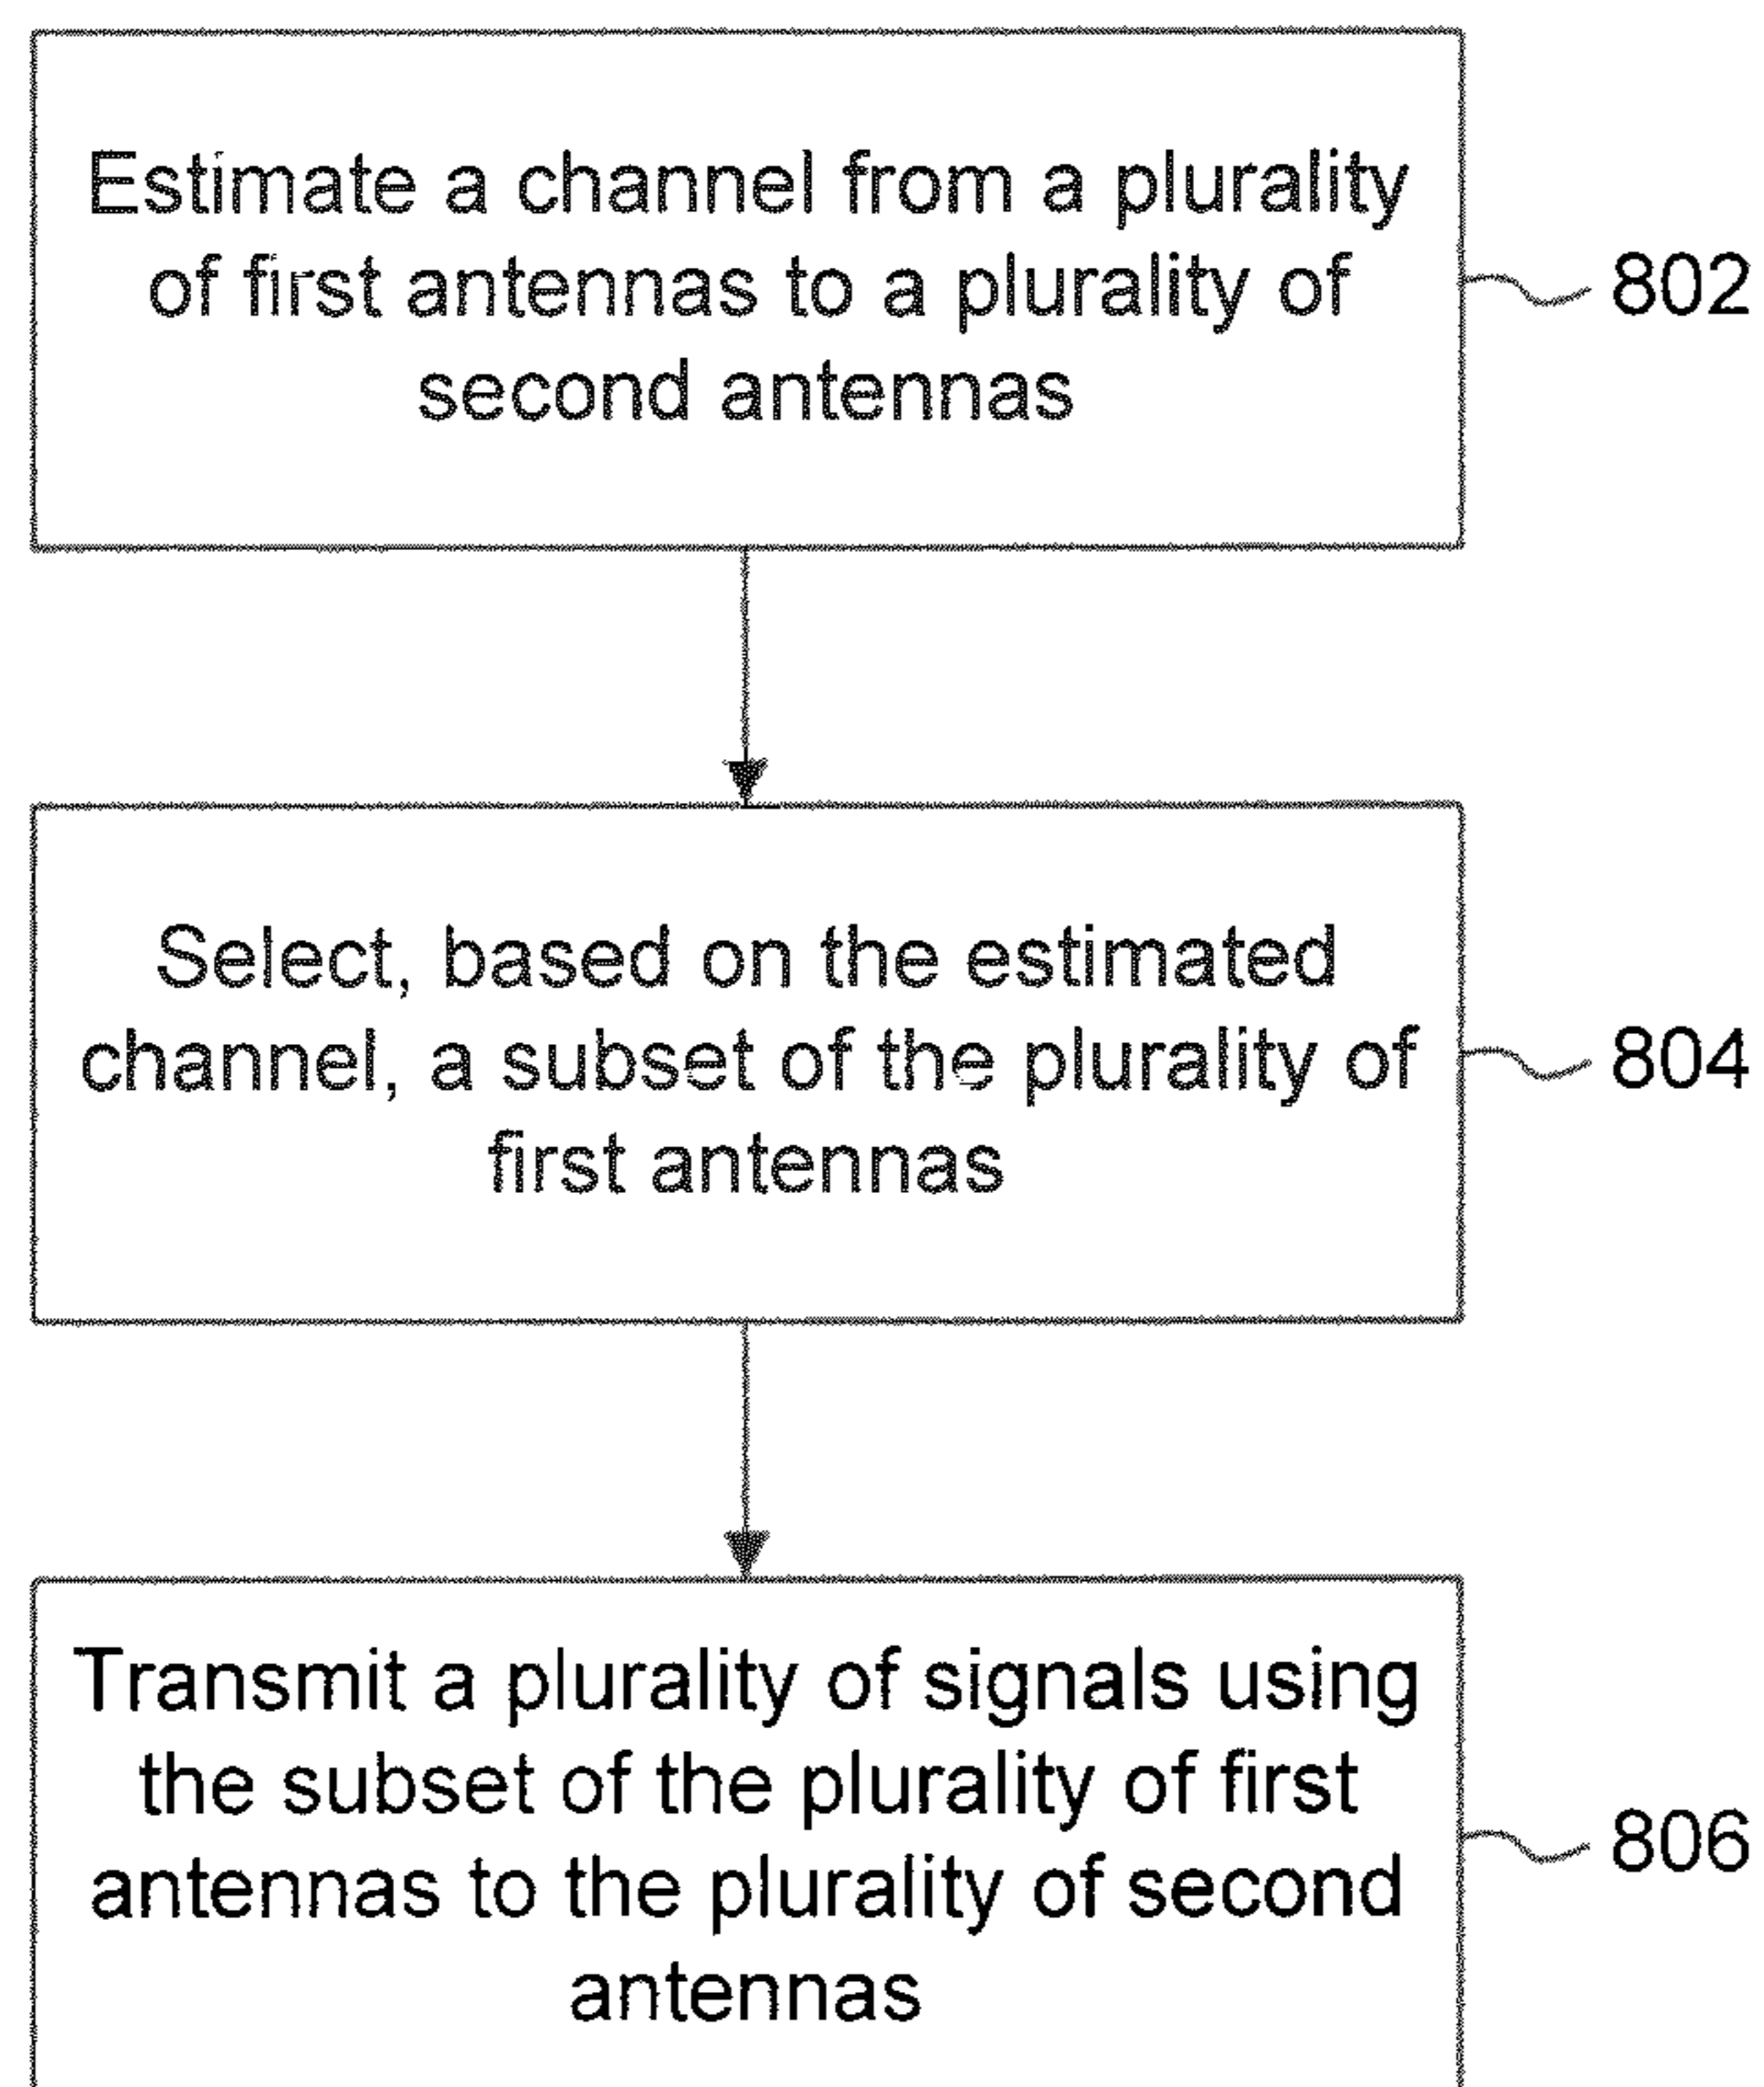 Estimate a channel from a plurality
of first antennas to a plurality of
second antennas
802
Select, based on the estimated
channel, a subset of the plurality of
first antennas
804
Transmit a plurality of signals using
the subset of the plurality of first
antennas to the plurality of second
antennas
806